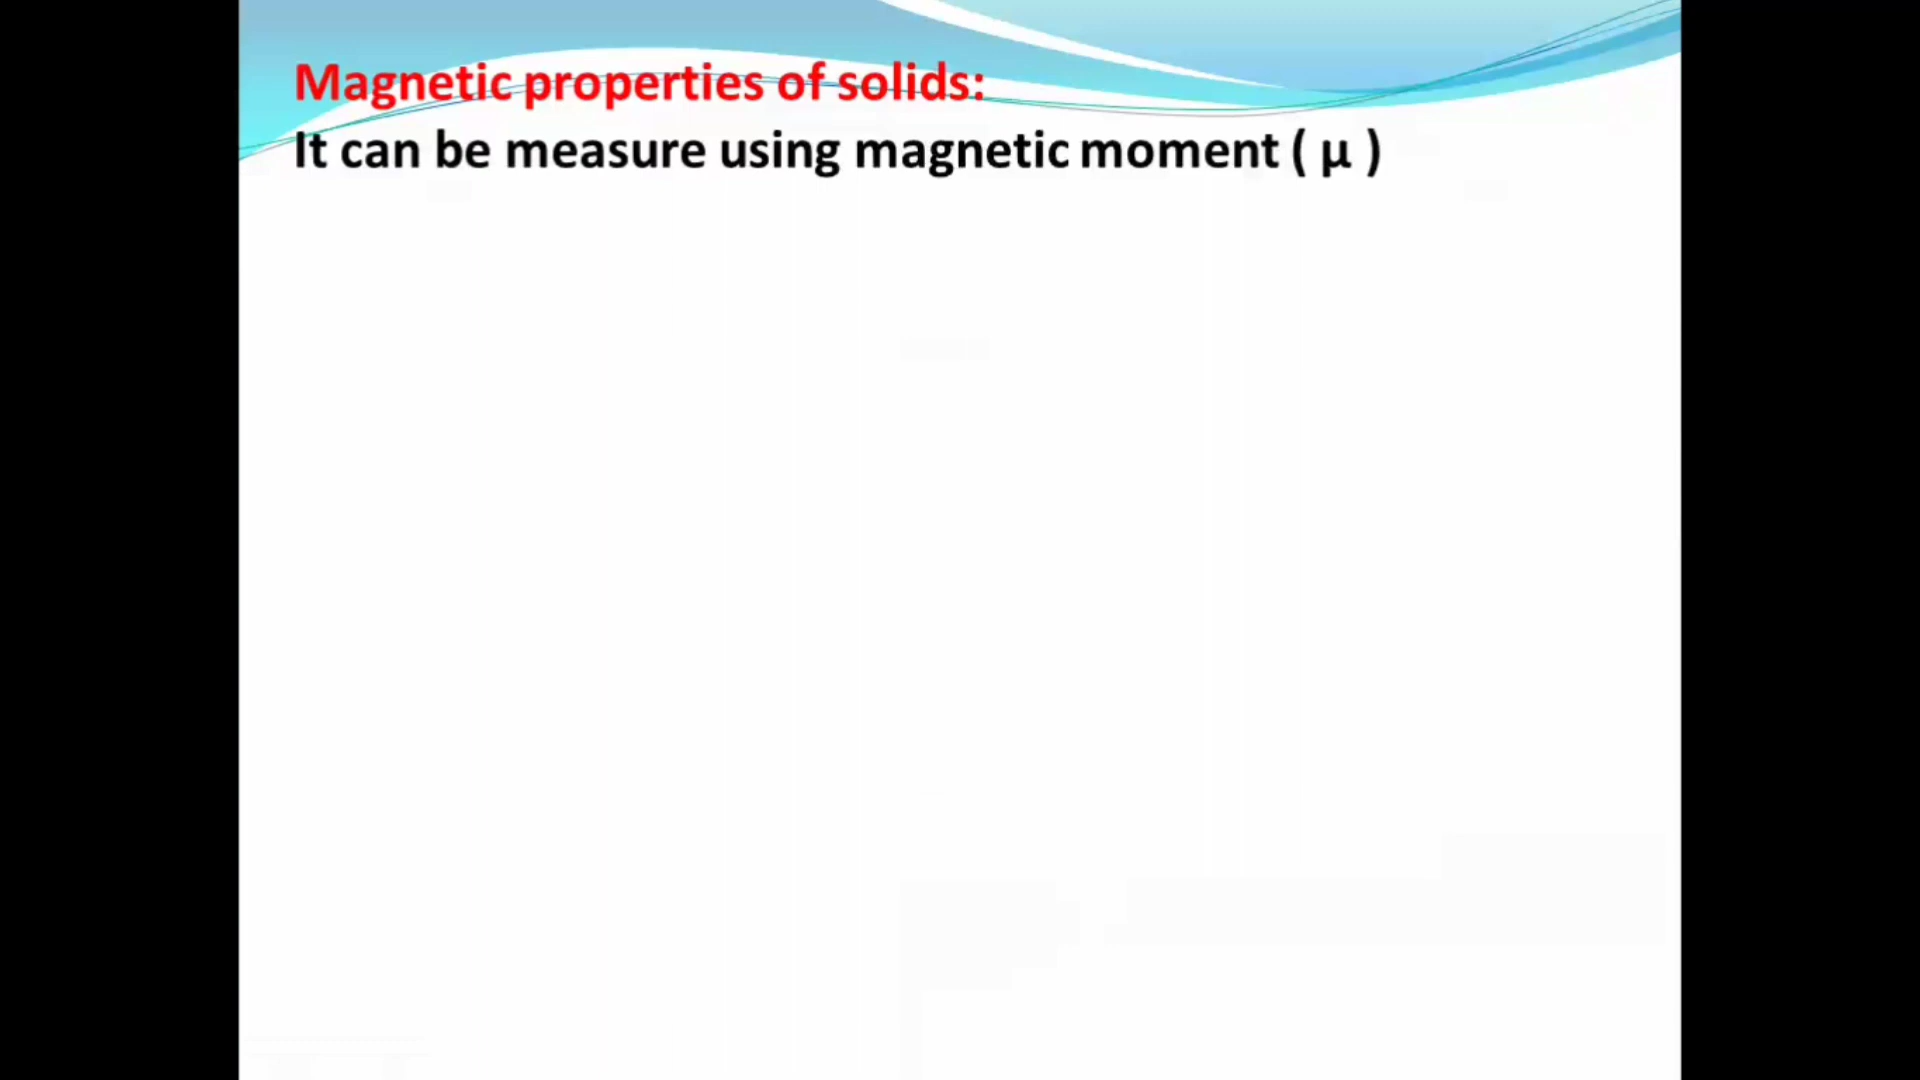 Magnetic properties of solids:
It can be measure using magnetic moment ( μ )